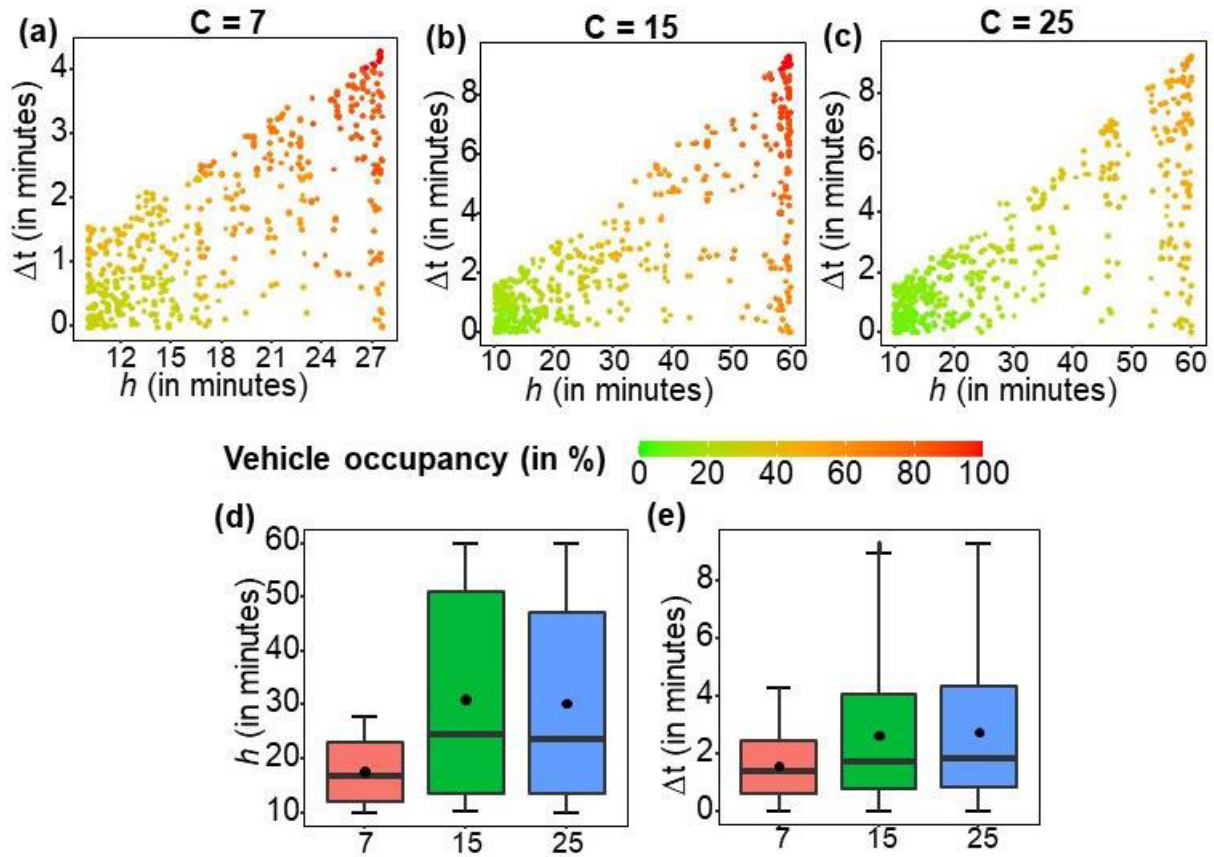 (a) C = 7
Δt (in minutes)
4
3
2
1
0
12 15 18 21 24 27
h (in minutes)
(b) C = 15
Δt (in minutes)
8
6
4
2
0
10 20 30 40 50 60
h (in minutes)
(c) C = 25
Δt (in minutes)
8
6
4
2
0
10 20 30 40 50 60
h (in minutes)
Vehicle occupancy (in %)
0 20 40 60 80 100
(d)
h (in minutes)
60
50
40
30
20
10
7 15 25
(e)
Δt (in minutes)
8
6
4
2
0
7 15 25